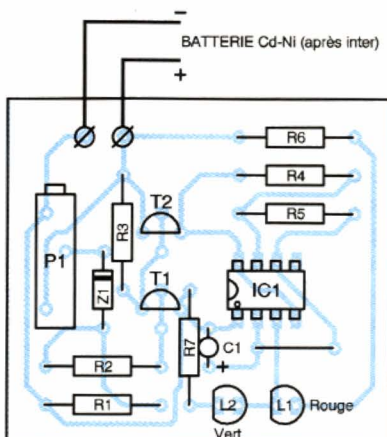 −
BATTERIE Cd-Ni (après inter)
+
R6
T2
R4
R3
R5
P1
Z1
T1
IC1
R7
C1
+
R2
R1
L2
L1
Rouge
Vert